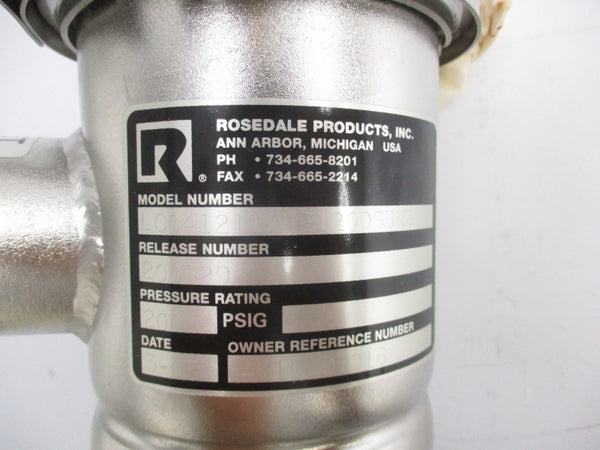 ROSEDALE PRODUCTS, INC.
ANN ARBOR, MICHIGAN USA
PH • 734-665-8201
FAX • 734-665-2214
R ®
MODEL NUMBER
RELEASE NUMBER
PRESSURE RATING
PSIG
DATE
OWNER REFERENCE NUMBER